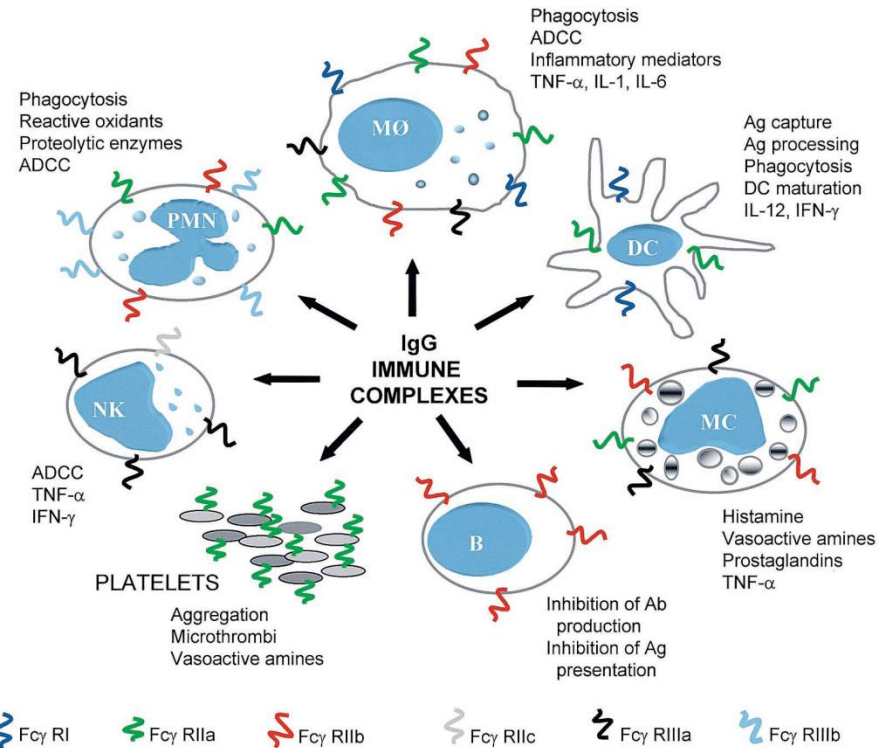 Phagocytosis
ADCC
Inflammatory mediators
TNF-α, IL-1, IL-6
Phagocytosis
Reactive oxidants
Proteolytic enzymes
ADCC
MØ
Ag capture
Ag processing
Phagocytosis
DC maturation
IL-12, IFN-γ
PMN
DC
IgG
IMMUNE
COMPLEXES
NK
MC
ADCC
TNF-α
IFN-γ
B
Histamine
Vasoactive amines
Prostaglandins
TNF-α
PLATELETS
Aggregation
Microthrombi
Vasoactive amines
Inhibition of Ab
production
Inhibition of Ag
presentation
Fcγ RI
Fcγ RIIa
Fcγ RIIb
Fcγ RIIc
Fcγ RIIIa
Fcγ RIIIb